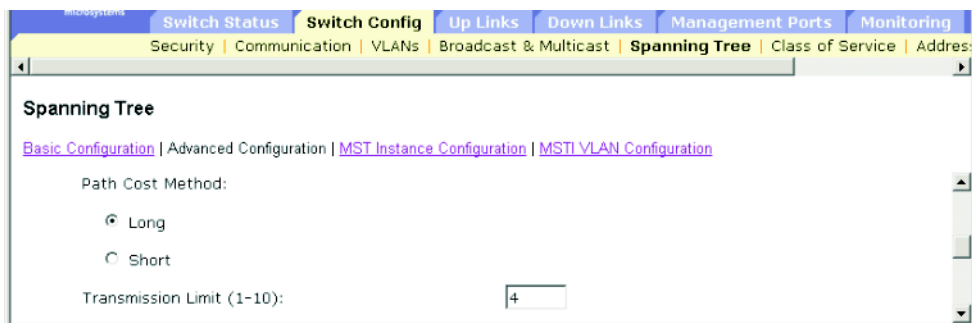 microsystems
Switch Status Switch Config Up Links Down Links Management Ports Monitoring
Security | Communication | VLANs | Broadcast & Multicast | Spanning Tree | Class of Service | Addres
Spanning Tree
Basic Configuration | Advanced Configuration | MST Instance Configuration | MSTI VLAN Configuration
Path Cost Method:
Long
Short
Transmission Limit (1-10): 4